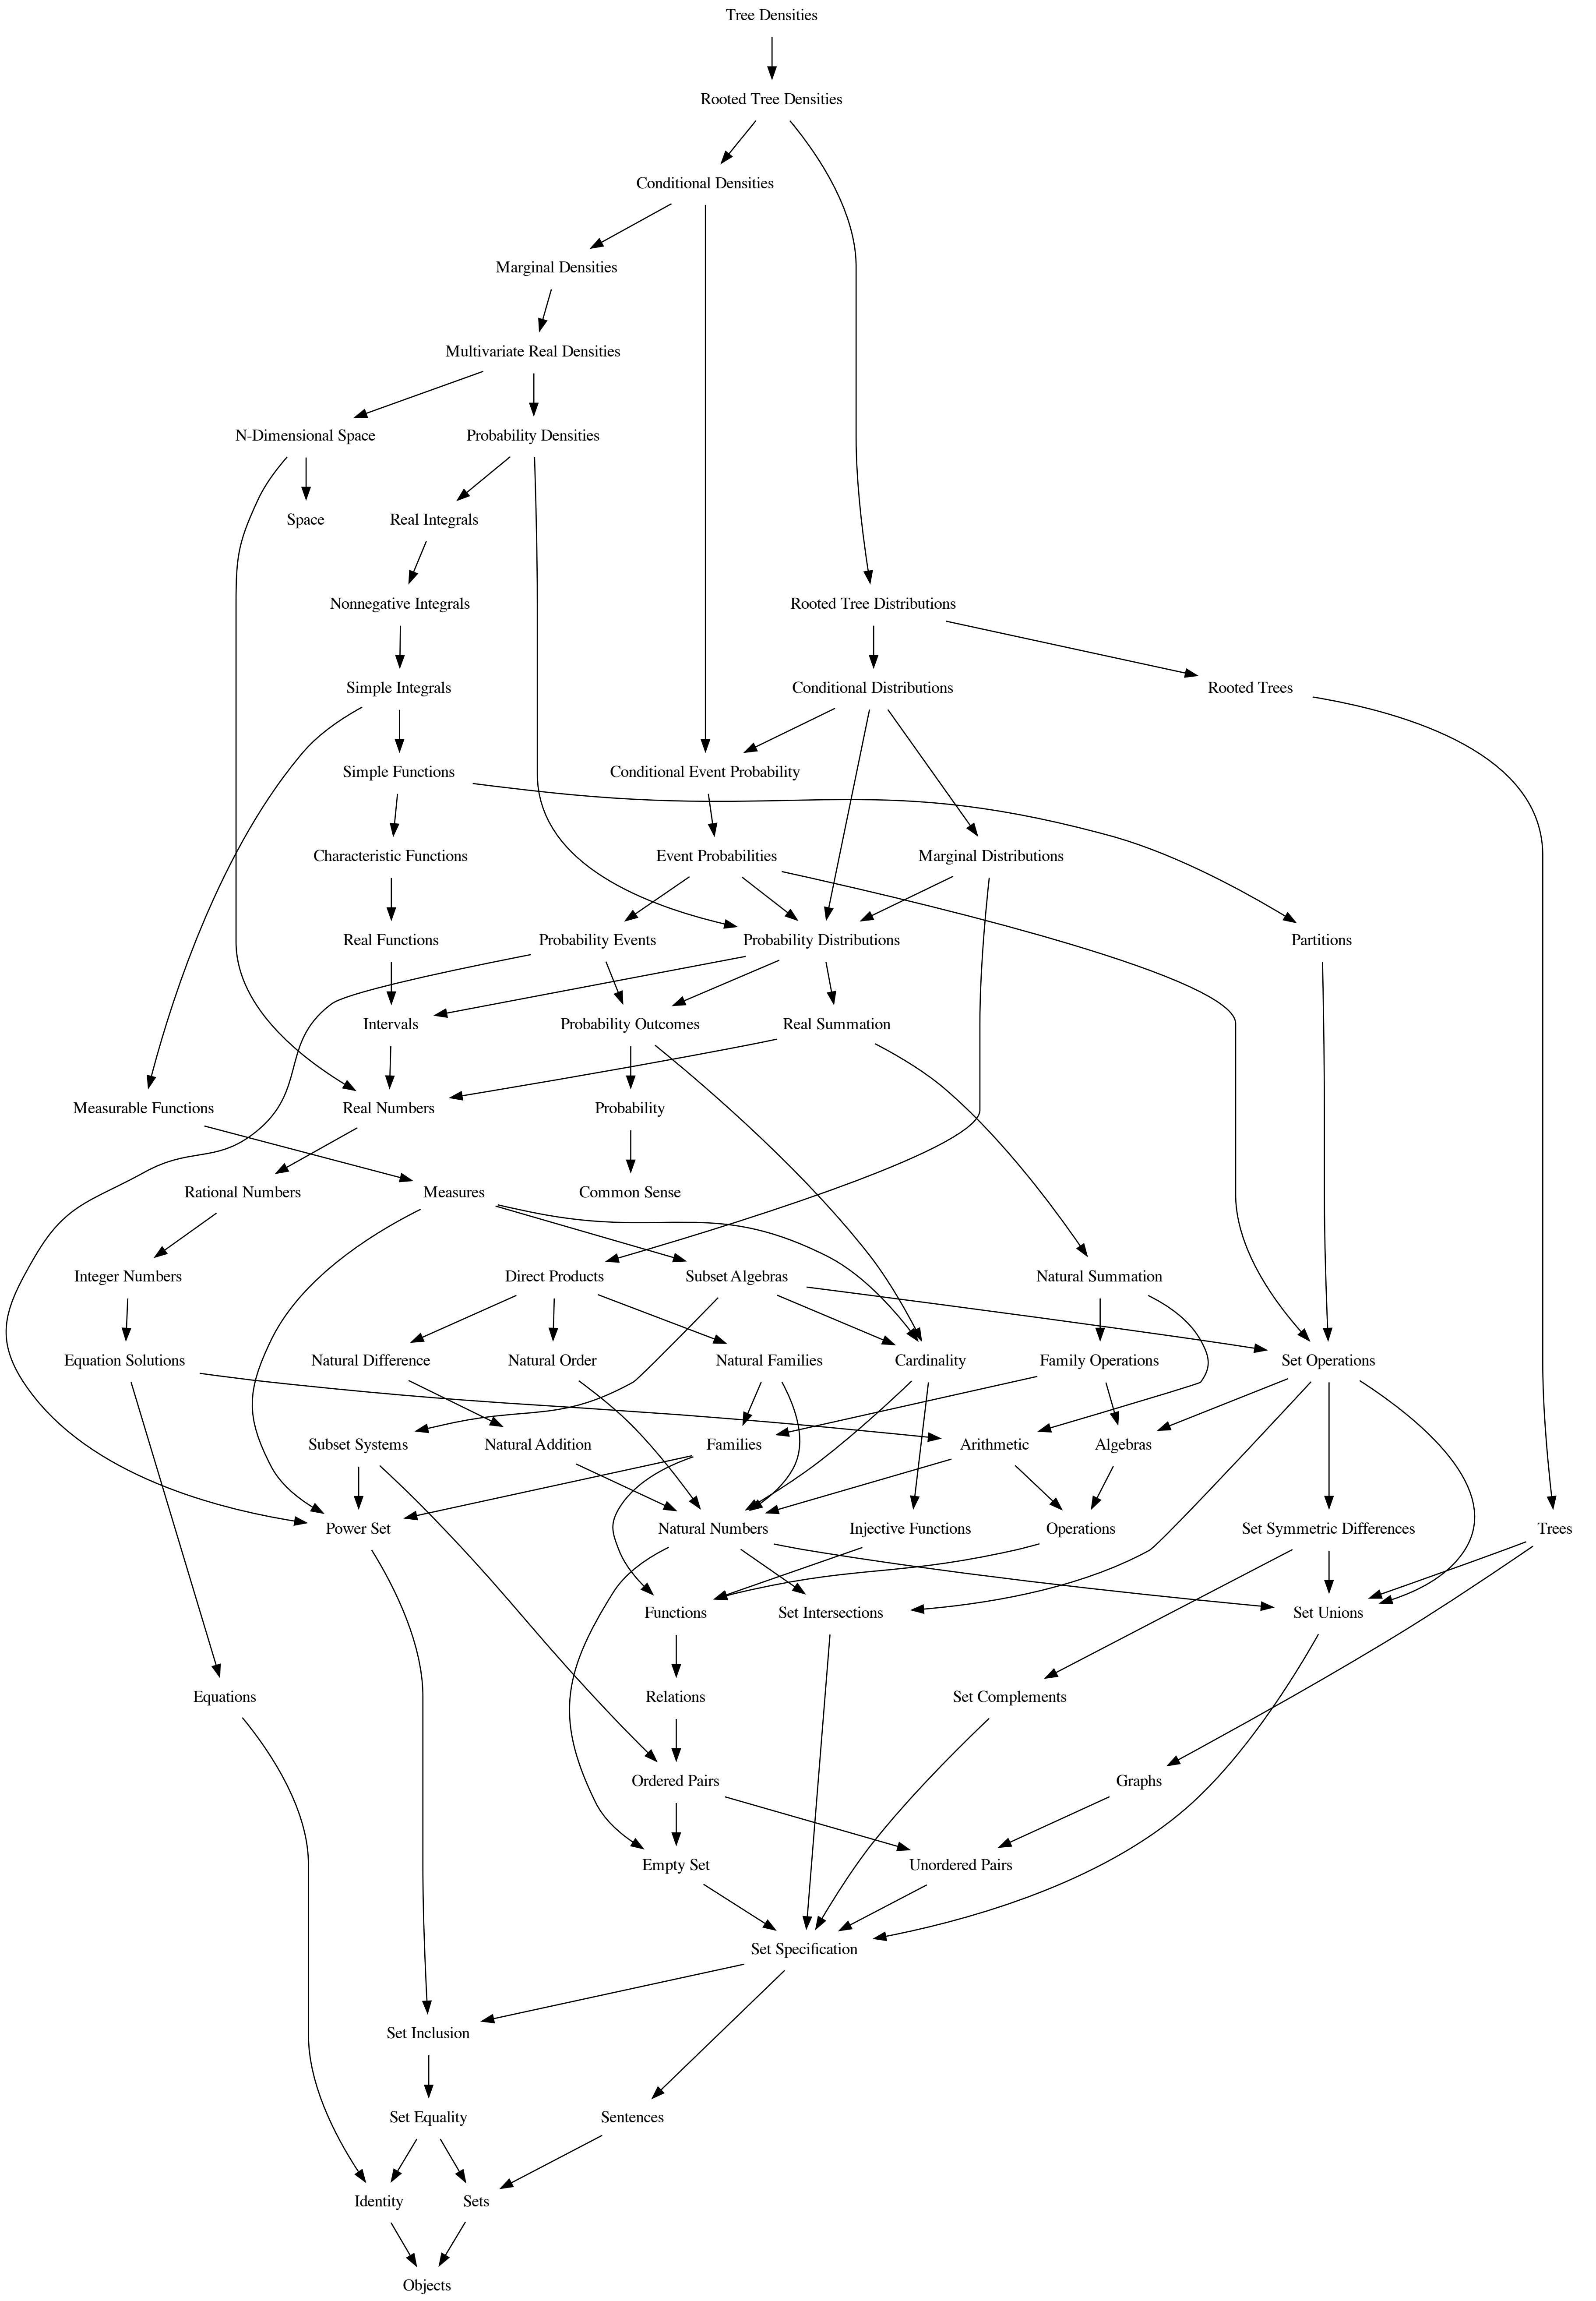 Tree Densities
Rooted Tree Densities
Conditional Densities
Marginal Densities
Multivariate Real Densities
N-Dimensional Space
Probability Densities
Space
Real Integrals
Nonnegative Integrals
Rooted Tree Distributions
Simple Integrals
Conditional Distributions
Rooted Trees
Simple Functions
Conditional Event Probability
Characteristic Functions
Event Probabilities
Marginal Distributions
Real Functions
Probability Events
Probability Distributions
Partitions
Intervals
Probability Outcomes
Real Summation
Measurable Functions
Real Numbers
Probability
Rational Numbers
Measures
Common Sense
Integer Numbers
Direct Products
Subset Algebras
Natural Summation
Equation Solutions
Natural Difference
Natural Order
Natural Families
Cardinality
Family Operations
Set Operations
Subset Systems
Natural Addition
Families
Arithmetic
Algebras
Power Set
Natural Numbers
Injective Functions
Operations
Set Symmetric Differences
Trees
Functions
Set Intersections
Set Unions
Equations
Relations
Set Complements
Ordered Pairs
Graphs
Empty Set
Unordered Pairs
Set Specification
Set Inclusion
Set Equality
Sentences
Identity
Sets
Objects